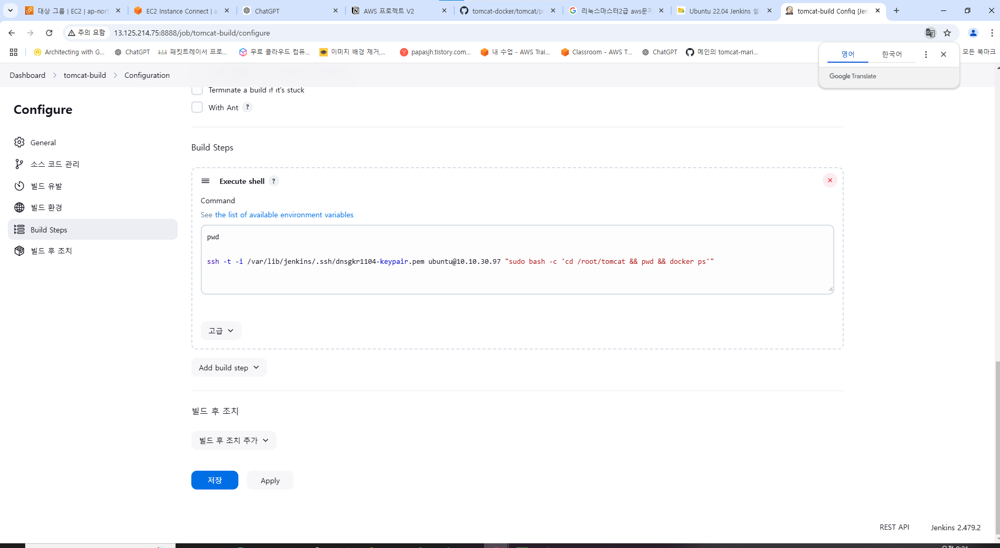 대상 그룹 | EC2 | ap-nort
EC2 Instance Connect | a
ChatGPT
AWS 프로젝트 V2
tomcat-docker/tomcat/po
리눅스마스터2급 aws문제
Ubuntu 22.04 Jenkins 설
tomcat-build Config [Jen
주의 요함
13.125.214.75:8888/job/tomcat-build/configure
Architecting with G...
ChatGPT
패킷트레이서 프로...
무료 클라우드 컴퓨...
이미지 배경 제거,...
papasjh.tistory.com...
내 수업 - AWS Trai...
Classroom - AWS T...
ChatGPT
메인의 tomcat-mari...
모든 북마크
영어
한국어
Google Translate
Dashboard
tomcat-build
Configuration
Configure
General
소스 코드 관리
빌드 유발
빌드 환경
Build Steps
빌드 후 조치
Terminate a build if it's stuck
With Ant ?
Build Steps
Execute shell ?
Command
See the list of available environment variables
pwd
ssh -t -i /var/lib/jenkins/.ssh/dnsgkr1104-keypair.pem ubuntu@10.10.30.97 "sudo bash -c 'cd /root/tomcat && pwd && docker ps'"
고급
Add build step
빌드 후 조치
빌드 후 조치 추가
저장
Apply
REST API
Jenkins 2.479.2